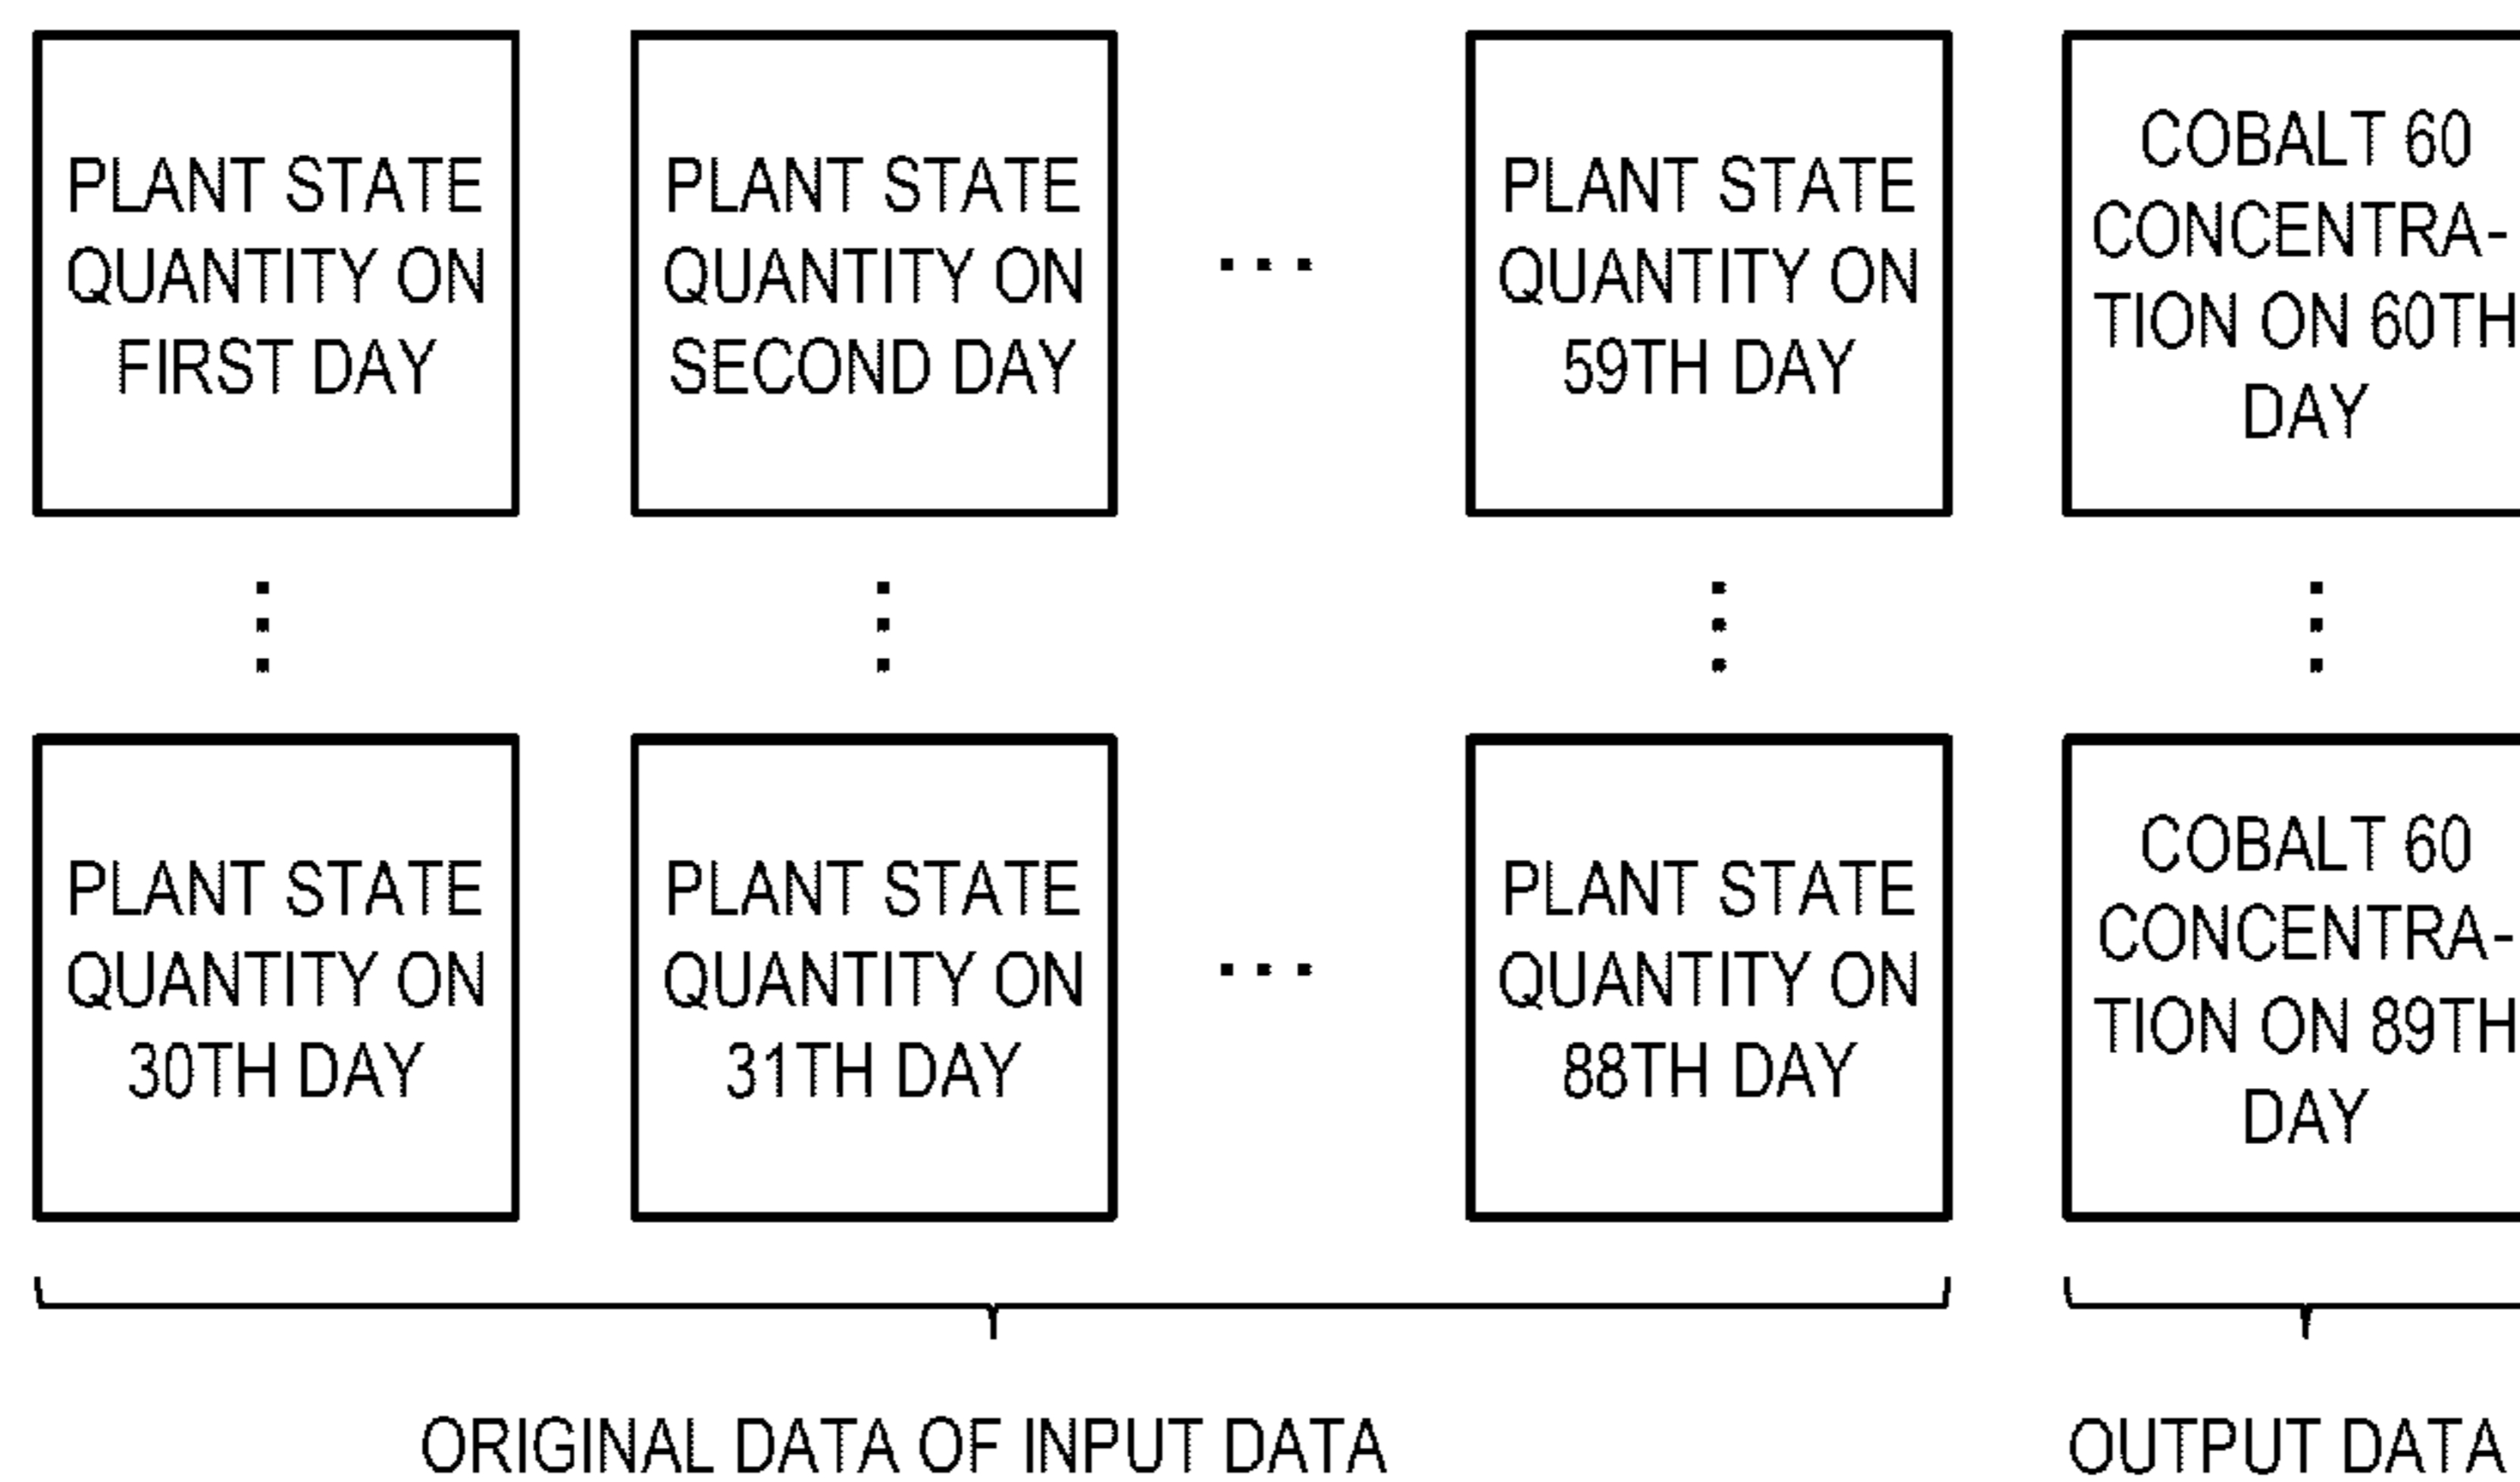 PLANT STATE
QUANTITY ON
FIRST DAY
PLANT STATE
QUANTITY ON
SECOND DAY
...
PLANT STATE
QUANTITY ON
59TH DAY
COBALT 60
CONCENTRA-
TION ON 60TH
DAY
PLANT STATE
QUANTITY ON
30TH DAY
PLANT STATE
QUANTITY ON
31TH DAY
...
PLANT STATE
QUANTITY ON
88TH DAY
COBALT 60
CONCENTRA-
TION ON 89TH
DAY
ORIGINAL DATA OF INPUT DATA
OUTPUT DATA